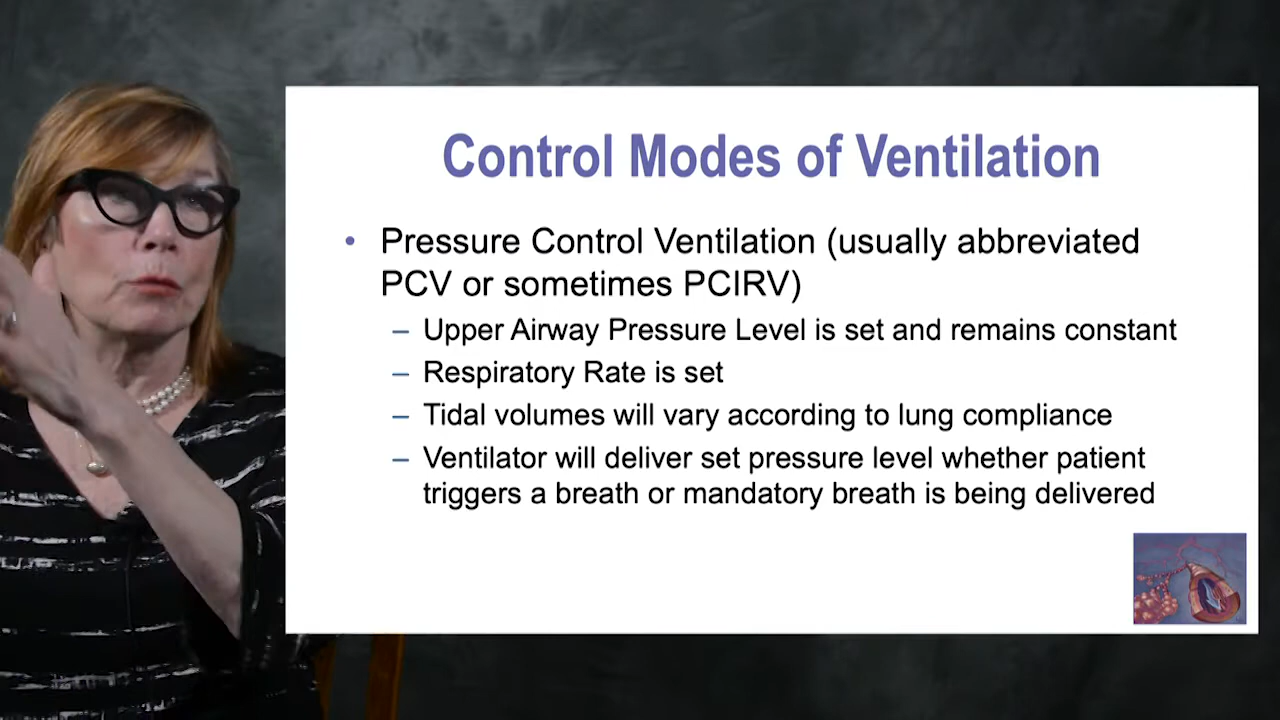 Control Modes of Ventilation
• Pressure Control Ventilation (usually abbreviated
PCV or sometimes PCIRV)
– Upper Airway Pressure Level is set and remains constant
– Respiratory Rate is set
– Tidal volumes will vary according to lung compliance
– Ventilator will deliver set pressure level whether patient
triggers a breath or mandatory breath is being delivered